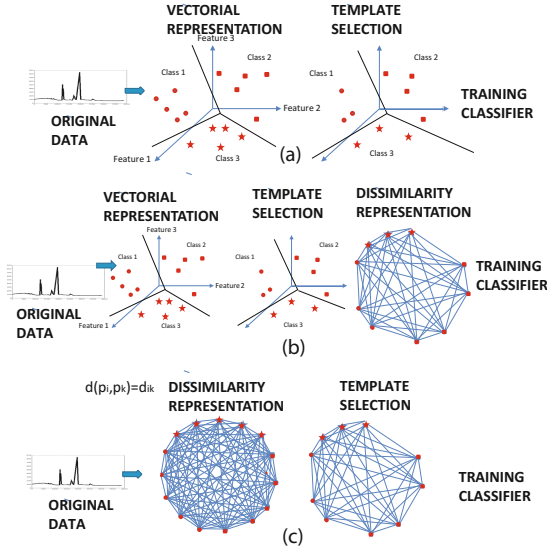 VECTORIAL
REPRESENTATION
TEMPLATE
SELECTION
Feature 3
Class 1
Class 2
Class 1
Class 2
ORIGINAL
DATA
Feature 2
TRAINING
CLASSIFIER
Feature 1
Class 3
Class 3
(a)
VECTORIAL
REPRESENTATION
TEMPLATE
SELECTION
DISSIMILARITY
REPRESENTATION
Feature 3
Class 1
Class 2
Class 1
Class 2
ORIGINAL
DATA
Feature 2
TRAINING
CLASSIFIER
Feature 1
Class 3
Class 3
(b)
d(pi,pk)=dik
DISSIMILARITY
REPRESENTATION
TEMPLATE
SELECTION
ORIGINAL
DATA
TRAINING
CLASSIFIER
(c)